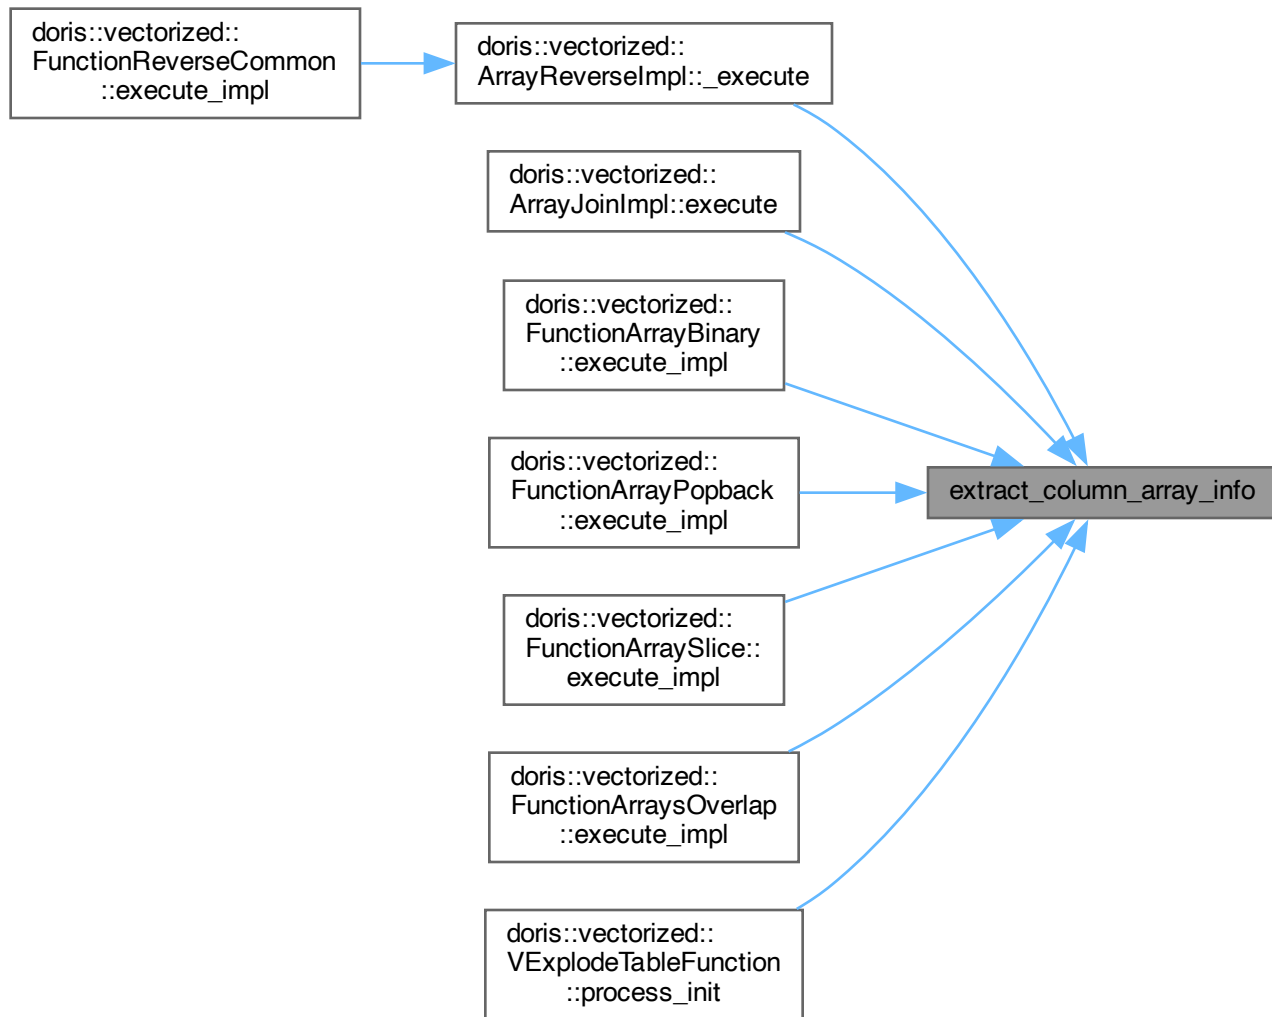 doris::vectorized::
FunctionReverseCommon
::execute_impl
doris::vectorized::
ArrayReverseImpl::_execute
doris::vectorized::
ArrayJoinImpl::execute
doris::vectorized::
FunctionArrayBinary
::execute_impl
doris::vectorized::
FunctionArrayPopback
::execute_impl
extract_column_array_info
doris::vectorized::
FunctionArraySlice::
execute_impl
doris::vectorized::
FunctionArraysOverlap
::execute_impl
doris::vectorized::
VExplodeTableFunction
::process_init